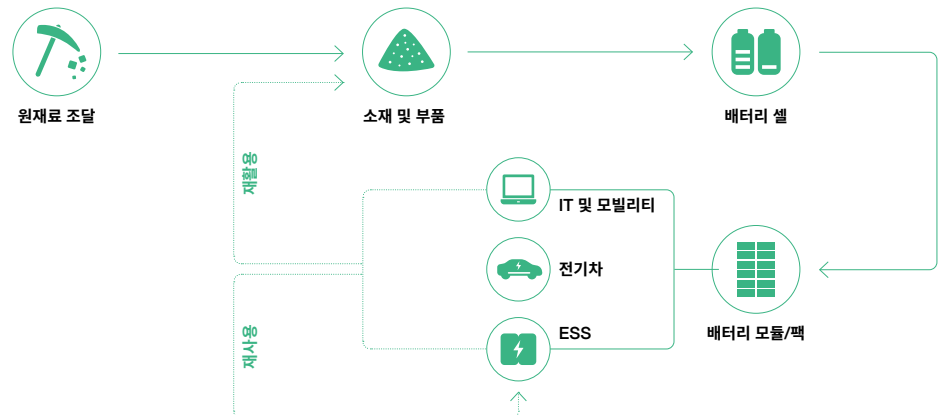 원재료 조달
소재 및 부품
배터리 셀
재활용
IT 및 모빌리티
전기차
ESS
배터리 모듈/팩
재사용